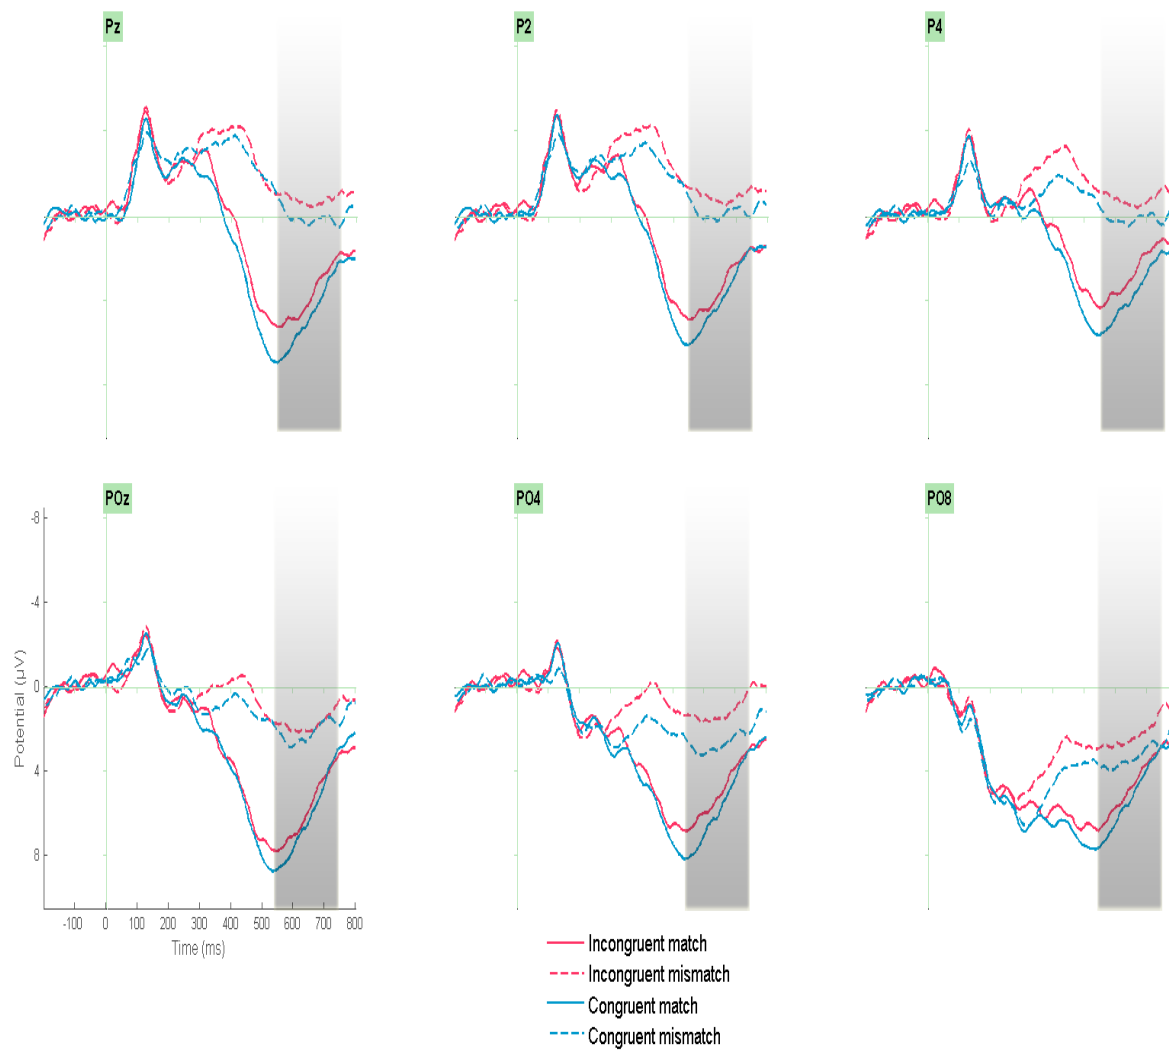 Pz
P2
P4
POz
PO4
PO8
-8
-4
0
4
8
Potential (µV)
-100 0 100 200 300 400 500 600 700 800
Time (ms)
Incongruent match
Incongruent mismatch
Congruent match
Congruent mismatch